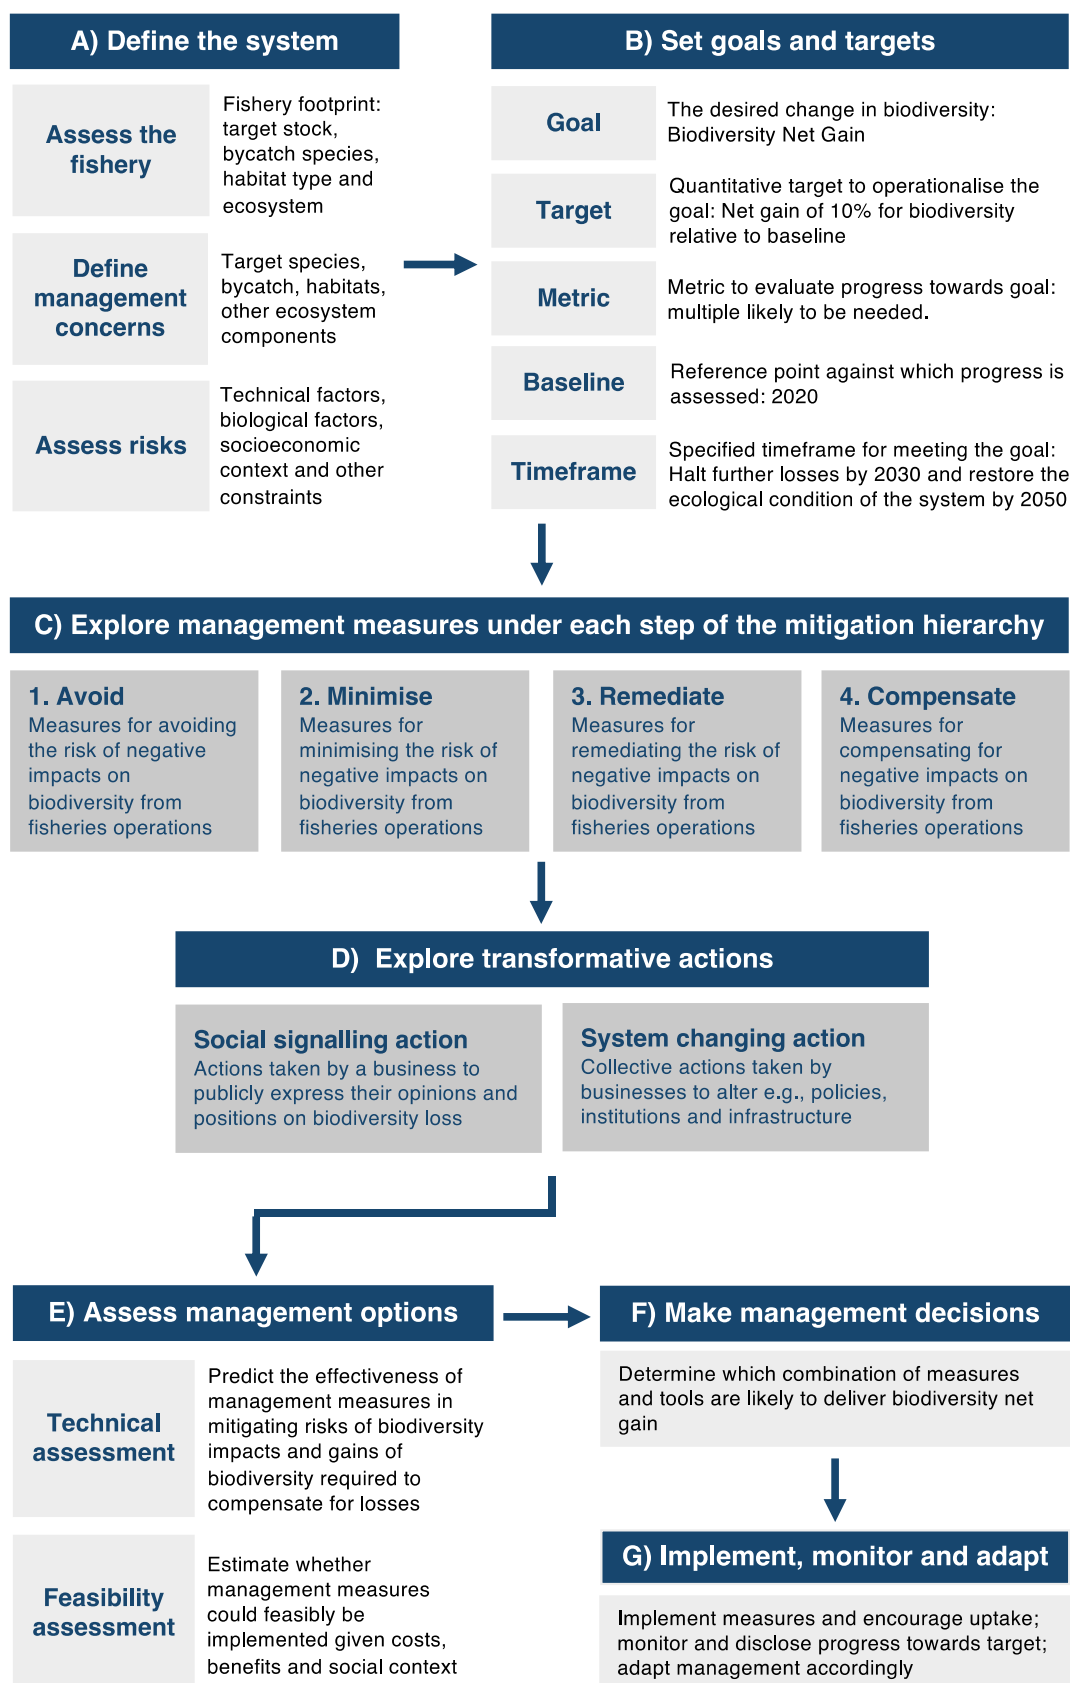 A) Define the system
Assess the
fishery
Fishery footprint:
target stock,
bycatch species,
habitat type and
ecosystem
Define
management
concerns
Target species,
bycatch, habitats,
other ecosystem
components
Assess risks
Technical factors,
biological factors,
socioeconomic
context and other
constraints
B) Set goals and targets
Goal
The desired change in biodiversity:
Biodiversity Net Gain
Target
Quantitative target to operationalise the
goal: Net gain of 10% for biodiversity
relative to baseline
Metric
Metric to evaluate progress towards goal:
multiple likely to be needed.
Baseline
Reference point against which progress is
assessed: 2020
Timeframe
Specified timeframe for meeting the goal:
Halt further losses by 2030 and restore the
ecological condition of the system by 2050
C) Explore management measures under each step of the mitigation hierarchy
1. Avoid
Measures for avoiding
the risk of negative
impacts on
biodiversity from
fisheries operations
2. Minimise
Measures for
minimising the risk of
negative impacts on
biodiversity from
fisheries operations
3. Remediate
Measures for
remediating the risk of
negative impacts on
biodiversity from
fisheries operations
4. Compensate
Measures for
compensating for
negative impacts on
biodiversity from
fisheries operations
D) Explore transformative actions
Social signalling action
Actions taken by a business to
publicly express their opinions and
positions on biodiversity loss
System changing action
Collective actions taken by
businesses to alter e.g., policies,
institutions and infrastructure
E) Assess management options
Technical
assessment
Predict the effectiveness of
management measures in
mitigating risks of biodiversity
impacts and gains of
biodiversity required to
compensate for losses
Feasibility
assessment
Estimate whether
management measures
could feasibly be
implemented given costs,
benefits and social context
F) Make management decisions
Determine which combination of measures
and tools are likely to deliver biodiversity net
gain
G) Implement, monitor and adapt
Implement measures and encourage uptake;
monitor and disclose progress towards target;
adapt management accordingly